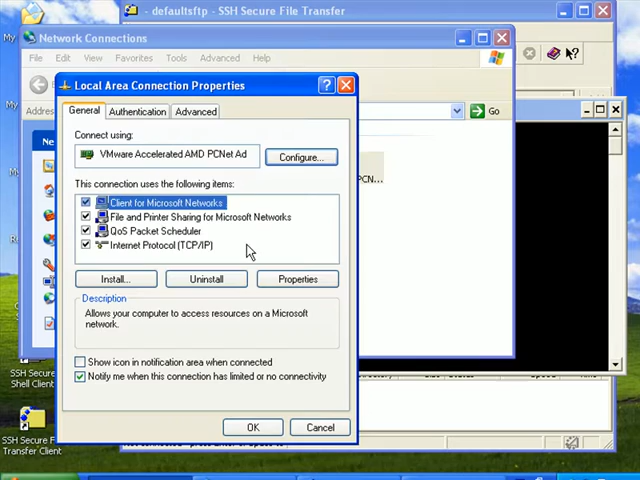 - defaultsftp - SSH Secure File Transfer
My
Network Connections
File Edit View Favorites Tools Advanced Help
Back
Address
Go
Local Area Connection Properties
General Authentication Advanced
Connect using:
VMware Accelerated AMD PCNet Ad
Configure...
This connection uses the following items:
Client for Microsoft Networks
File and Printer Sharing for Microsoft Networks
QoS Packet Scheduler
Internet Protocol (TCP/IP)
Install... Uninstall Properties
Description
Allows your computer to access resources on a Microsoft
network.
Show icon in notification area when connected
Notify me when this connection has limited or no connectivity
OK Cancel
SSH Secure
Shell Client
SSH Secure File
Transfer Client